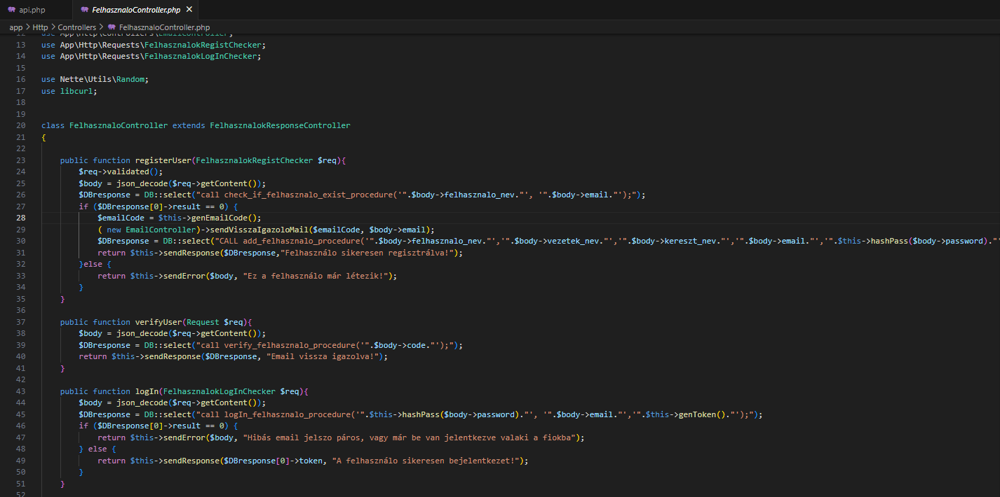 api.php
FelhasznaloController.php ×
app > Http > Controllers > FelhasznaloController.php
12 use App\Http\Controllers\EmailController;
13 use App\Http\Requests\FelhasznalokRegistChecker;
14 use App\Http\Requests\FelhasznalokLogInChecker;
15
16 use Nette\Utils\Random;
17 use libcurl;
18
19
20 class FelhasznaloController extends FelhasznalokResponseController
21 {
22
23 public function registerUser(FelhasznalokRegistChecker $req){
24 $req->validated();
25 $body = json_decode($req->getContent());
26 $DBresponse = DB::select("call check_if_felhasznalo_exist_procedure('".$body->felhasznalo_nev."', '".$body->email."');");
27 if ($DBresponse[0]->result == 0) {
28 $emailCode = $this->genEmailCode();
29 ( new EmailController)->sendVisszaIgazoloMail($emailCode, $body->email);
30 $DBresponse = DB::select("CALL add_felhasznalo_procedure('".$body->felhasznalo_nev."','".$body->vezetek_nev."','".$body->kereszt_nev."','".$body->email."','".$this->hashPass($body->password)."'
31 return $this->sendResponse($DBresponse,"Felhasználo sikeresen regisztrálva!");
32 }else {
33 return $this->sendError($body, "Ez a felhasználo már létezik!");
34 }
35 }
36
37 public function verifyUser(Request $req){
38 $body = json_decode($req->getContent());
39 $DBresponse = DB::select("call verify_felhasznalo_procedure('".$body->code."');");
40 return $this->sendResponse($DBresponse, "Email vissza igazolva!");
41 }
42
43 public function logIn(FelhasznalokLogInChecker $req){
44 $body = json_decode($req->getContent());
45 $DBresponse = DB::select("call logIn_felhasznalo_procedure('".$this->hashPass($body->password)."', '".$body->email."','".$this->genToken()."');");
46 if ($DBresponse[0]->result == 0) {
47 return $this->sendError($body, "Hibás email jelszo páros, vagy már be van jelentkezve valaki a fiokba");
48 } else {
49 return $this->sendResponse($DBresponse[0]->token, "A felhasználo sikeresen bejelentkezet!");
50 }
51 }
52